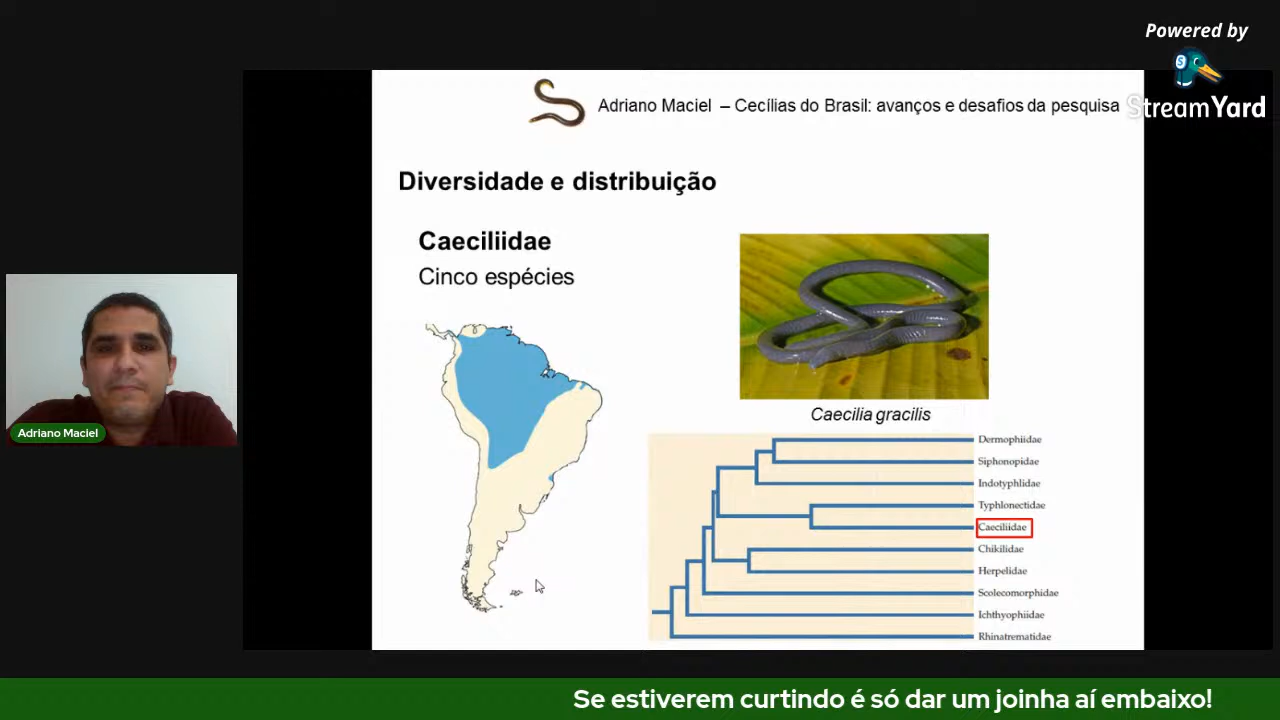 Powered by
StreamYard
Adriano Maciel – Cecílias do Brasil: avanços e desafios da pesquisa
Diversidade e distribuição
Caeciliidae
Cinco espécies
Caecilia gracilis
Dermophiidae
Siphonopidae
Indotyphlidae
Typhlonectidae
Caeciliidae
Chikilidae
Herpelidae
Scolecomorphidae
Ichthyophiidae
Rhinatrematidae
Adriano Maciel
Se estiverem curtindo é só dar um joinha aí embaixo!